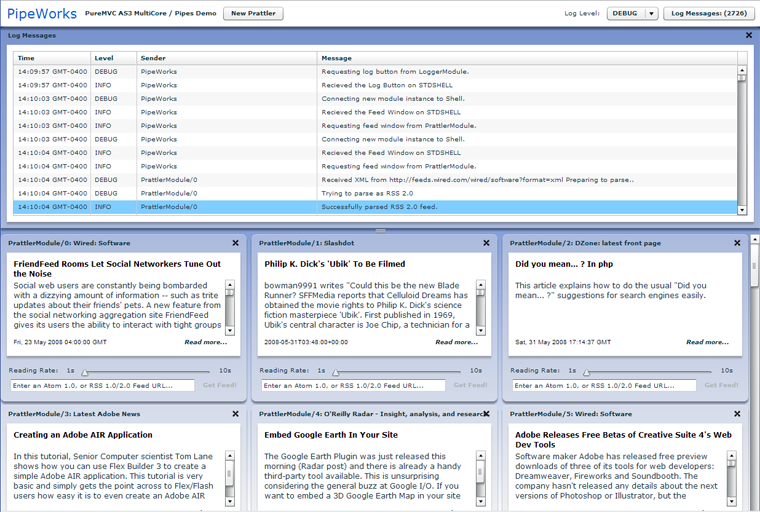 PipeWorks PureMVC AS3 MultiCore / Pipes Demo New Prattler Log Level: DEBUG Log Messages: (2726)
Log Messages
Time Level Sender Message
14:09:57 GMT-0400 DEBUG PipeWorks Requesting log button from LoggerModule.
14:09:57 GMT-0400 INFO PipeWorks Recieved the Log Button on STDSHELL
14:10:03 GMT-0400 DEBUG PipeWorks Connecting new module instance to Shell.
14:10:03 GMT-0400 INFO PipeWorks Recieved the Feed Window on STDSHELL
14:10:03 GMT-0400 INFO PipeWorks Requesting feed window from PrattlerModule.
14:10:03 GMT-0400 DEBUG PipeWorks Connecting new module instance to Shell.
14:10:04 GMT-0400 INFO PipeWorks Recieved the Feed Window on STDSHELL
14:10:04 GMT-0400 INFO PipeWorks Requesting feed window from PrattlerModule.
14:10:04 GMT-0400 DEBUG PrattlerModule/0 Received XML from http://feeds.wired.com/wired/software?format=xml Preparing to parse..
14:10:04 GMT-0400 DEBUG PrattlerModule/0 Trying to parse as RSS 2.0
14:10:04 GMT-0400 INFO PrattlerModule/0 Successfully parsed RSS 2.0 feed.
PrattlerModule/0: Wired: Software
FriendFeed Rooms Let Social Networkers Tune Out
the Noise
Social web users are constantly being bombarded
with a dizzying amount of information -- such as trite
updates about their friends' pets. A new feature from
the social networking aggregation site FriendFeed
gives its users the ability to interact with tight groups
Fri, 23 May 2008 04:00:00 GMT Read more...
Reading Rate: 1s 10s
Enter an Atom 1.0, or RSS 1.0/2.0 Feed URL... Get Feed!
PrattlerModule/1: Slashdot
Philip K. Dick's 'Ubik' To Be Filmed
bowman9991 writes "Could this be the new Blade
Runner? SFFMedia reports that Celluloid Dreams has
obtained the movie rights to Philip K. Dick's science
fiction masterpiece 'Ubik'. First published in 1969,
Ubik's central character is Joe Chip, a technician for a
2008-05-31T03:48:00+00:00 Read more...
Reading Rate: 1s 10s
Enter an Atom 1.0, or RSS 1.0/2.0 Feed URL... Get Feed!
PrattlerModule/2: DZone: latest front page
Did you mean... ? In php
This article explains how to do the usual "Did you
mean... ?" suggestions for search engines easily.
Sat, 31 May 2008 17:14:37 GMT Read more...
Reading Rate: 1s 10s
Enter an Atom 1.0, or RSS 1.0/2.0 Feed URL... Get Feed!
PrattlerModule/3: Latest Adobe News
Creating an Adobe AIR Application
In this tutorial, Senior Computer scientist Tom Lane
shows how you can use Flex Builder 3 to create a
simple Adobe AIR application. This tutorial is very
basic and simply gets the point across to Flex/Flash
users how easy it is to even create an Adobe AIR
PrattlerModule/4: O'Reilly Radar - Insight, analysis, and researc
Embed Google Earth In Your Site
The Google Earth Plugin was just released this
morning (Radar post) and there is already a handy
third-party tool available. This is unsurprising
considering the general buzz at Google I/O. If you
want to embed a 3D Google Earth Map in your site
PrattlerModule/5: Wired: Software
Adobe Releases Free Betas of Creative Suite 4's Web
Dev Tools
Software maker Adobe has released free preview
downloads of three of its tools for web developers:
Dreamweaver, Fireworks and Soundbooth. The
company hasn't released any details about the next
versions of Photoshop or Illustrator, but the